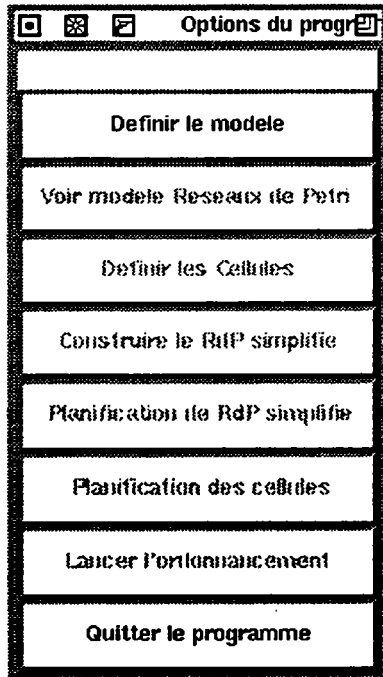 Options du progr
Definir le modele
Voir modele Reseaux de Petri
Definir les Cellules
Construire le RdP simplifie
Planification de RdP simplifie
Planification des cellules
Lancer l'ordonnancement
Quitter le programme